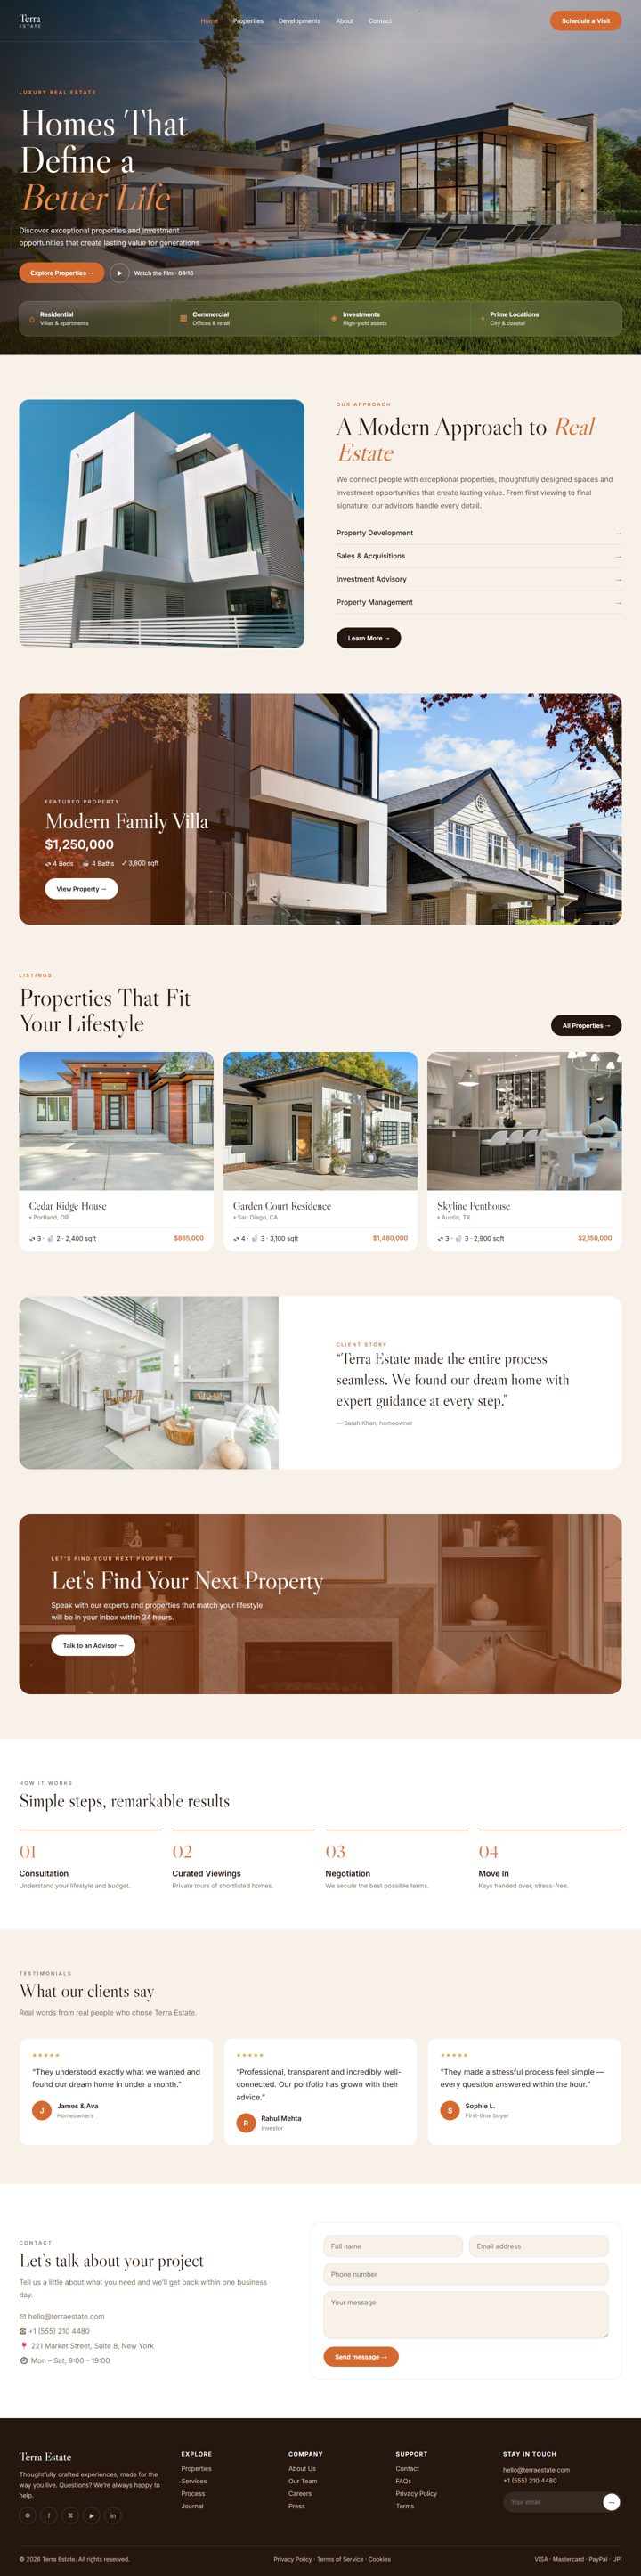 Terra
ESTATE
Home
Properties
Developments
About
Contact
Schedule a Visit
LUXURY REAL ESTATE
Homes That
Define a
Better Life
Discover exceptional properties and investment
opportunities that create lasting value for generations.
Explore Properties →
Watch the film · 04:16
Residential
Villas & apartments
Commercial
Offices & retail
Investments
High-yield assets
Prime Locations
City & coastal
OUR APPROACH
A Modern Approach to Real
Estate
We connect people with exceptional properties, thoughtfully designed spaces and
investment opportunities that create lasting value. From first viewing to final
signature, our advisors handle every detail.
Property Development →
Sales & Acquisitions →
Investment Advisory →
Property Management →
Learn More →
FEATURED PROPERTY
Modern Family Villa
$1,250,000
4 Beds 4 Baths 3,800 sqft
View Property →
LISTINGS
Properties That Fit
Your Lifestyle
All Properties →
Cedar Ridge House
Portland, OR
3 · 2 · 2,400 sqft $865,000
Garden Court Residence
San Diego, CA
4 · 3 · 3,100 sqft $1,480,000
Skyline Penthouse
Austin, TX
3 · 3 · 2,900 sqft $2,150,000
CLIENT STORY
“Terra Estate made the entire process
seamless. We found our dream home with
expert guidance at every step.”
— Sarah Khan, homeowner
LET'S FIND YOUR NEXT PROPERTY
Let's Find Your Next Property
Speak with our experts and properties that match your lifestyle
will be in your inbox within 24 hours.
Talk to an Advisor →
HOW IT WORKS
Simple steps, remarkable results
01
Consultation
Understand your lifestyle and budget.
02
Curated Viewings
Private tours of shortlisted homes.
03
Negotiation
We secure the best possible terms.
04
Move In
Keys handed over, stress-free.
TESTIMONIALS
What our clients say
Real words from real people who chose Terra Estate.
★★★★★
“They understood exactly what we wanted and
found our dream home in under a month.”
J
James & Ava
Homeowners
★★★★★
“Professional, transparent and incredibly well-
connected. Our portfolio has grown with their
advice.”
R
Rahul Mehta
Investor
★★★★★
“They made a stressful process feel simple —
every question answered within the hour.”
S
Sophie L.
First-time buyer
CONTACT
Let's talk about your project
Tell us a little about what you need and we'll get back within one business
day.
hello@terraestate.com
+1 (555) 210 4480
221 Market Street, Suite 8, New York
Mon – Sat, 9:00 – 19:00
Full name
Email address
Phone number
Your message
Send message →
Terra Estate
Thoughtfully crafted experiences, made for the
way you live. Questions? We're always happy to
help.
f
in
EXPLORE
Properties
Services
Process
Journal
COMPANY
About Us
Our Team
Careers
Press
SUPPORT
Contact
FAQs
Privacy Policy
Terms
STAY IN TOUCH
hello@terraestate.com
+1 (555) 210 4480
Your email
© 2026 Terra Estate. All rights reserved.
Privacy Policy · Terms of Service · Cookies
VISA · Mastercard · PayPal · UPI